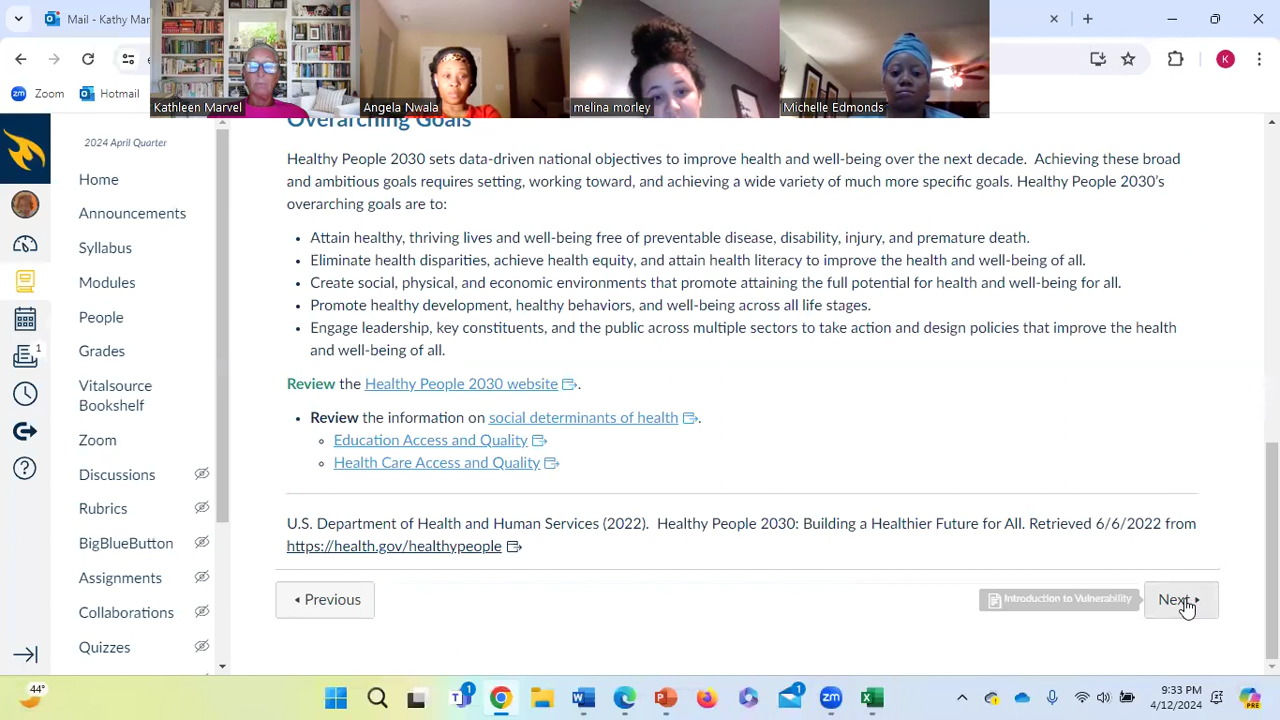 Kathleen Marvel
Angela Nwala
melina morley
Michelle Edmonds
K
Zoom
Hotmail
2024 April Quarter
Home
Announcements
Syllabus
Modules
People
Grades
Vitalsource
Bookshelf
Zoom
Discussions
Rubrics
BigBlueButton
Assignments
Collaborations
Quizzes
1
Overarching Goals
Healthy People 2030 sets data-driven national objectives to improve health and well-being over the next decade. Achieving these broad
and ambitious goals requires setting, working toward, and achieving a wide variety of much more specific goals. Healthy People 2030’s
overarching goals are to:
• Attain healthy, thriving lives and well-being free of preventable disease, disability, injury, and premature death.
• Eliminate health disparities, achieve health equity, and attain health literacy to improve the health and well-being of all.
• Create social, physical, and economic environments that promote attaining the full potential for health and well-being for all.
• Promote healthy development, healthy behaviors, and well-being across all life stages.
• Engage leadership, key constituents, and the public across multiple sectors to take action and design policies that improve the health
and well-being of all.
Review the Healthy People 2030 website.
• Review the information on social determinants of health.
◦ Education Access and Quality
◦ Health Care Access and Quality
U.S. Department of Health and Human Services (2022). Healthy People 2030: Building a Healthier Future for All. Retrieved 6/6/2022 from
https://health.gov/healthypeople
Previous
Introduction to Vulnerability
Next
44°
1
1
zm
9:33 PM
4/12/2024
PRE